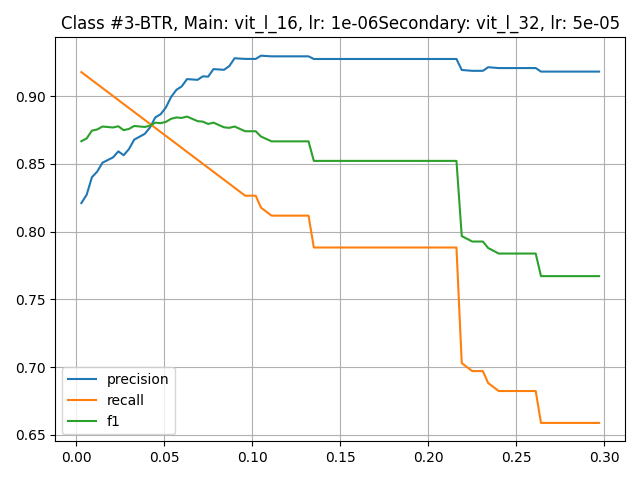 Class #3-BTR, Main: vit_l_16, lr: 1e-06Secondary: vit_l_32, lr: 5e-05
0.90
0.85
0.80
0.75
0.70
0.65
precision
recall
f1
0.00 0.05 0.10 0.15 0.20 0.25 0.30